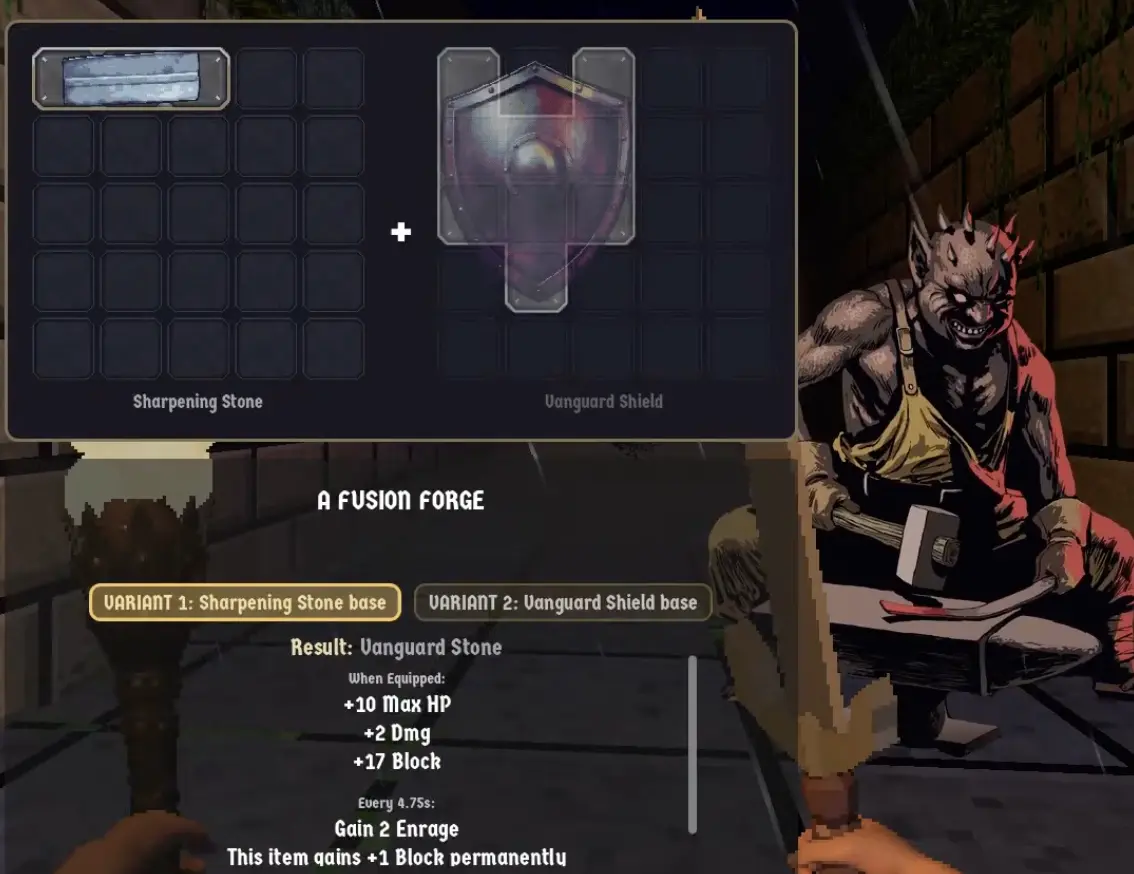 Sharpening Stone
Vanguard Shield
A FUSION FORGE
VARIANT 1: Sharpening Stone base
VARIANT 2: Vanguard Shield base
Result: Vanguard Stone
When Equipped:
+10 Max HP
+2 Dmg
+17 Block
Every 4.75s:
Gain 2 Enrage
This item gains +1 Block permanently